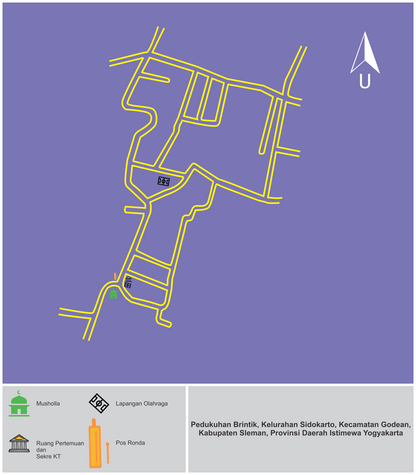 U
Musholla
Lapangan Olahraga
Ruang Pertemuan
dan
Sekre KT
Pos Ronda
Pedukuhan Brintik, Kelurahan Sidokarto, Kecamatan Godean,
Kabupaten Sleman, Provinsi Daerah Istimewa Yogyakarta